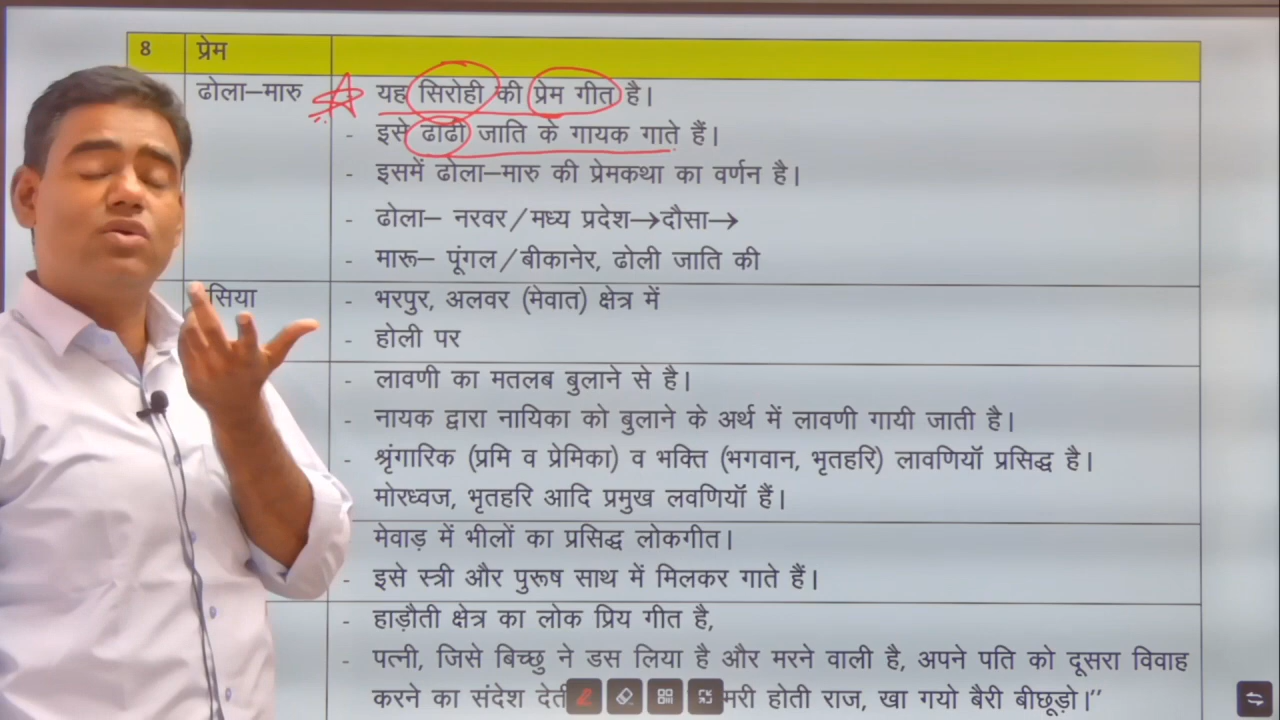 8 प्रेम
ढोला–मारु - यह सिरोही की प्रेम गीत है।
- इसे ढाढी जाति के गायक गाते हैं।
- इसमें ढोला–मारु की प्रेमकथा का वर्णन है।
- ढोला– नरवर/मध्य प्रदेश→दौसा→
- मारू– पूंगल/बीकानेर, ढोली जाति की
सिया - भरपुर, अलवर (मेवात) क्षेत्र में
- होली पर
- लावणी का मतलब बुलाने से है।
- नायक द्वारा नायिका को बुलाने के अर्थ में लावणी गायी जाती है।
- श्रृंगारिक (प्रमि व प्रेमिका) व भक्ति (भगवान, भृतहरि) लावणियॉ प्रसिद्ध है।
मोरध्वज, भृतहरि आदि प्रमुख लवणियॉ हैं।
मेवाड़ में भीलों का प्रसिद्ध लोकगीत।
- इसे स्त्री और पुरूष साथ में मिलकर गाते हैं।
- हाड़ौती क्षेत्र का लोक प्रिय गीत है,
- पत्नी, जिसे बिच्छु ने डस लिया है और मरने वाली है, अपने पति को दूसरा विवाह
करने का संदेश देती मरी होती राज, खा गयो बैरी बीछूड़ो।”